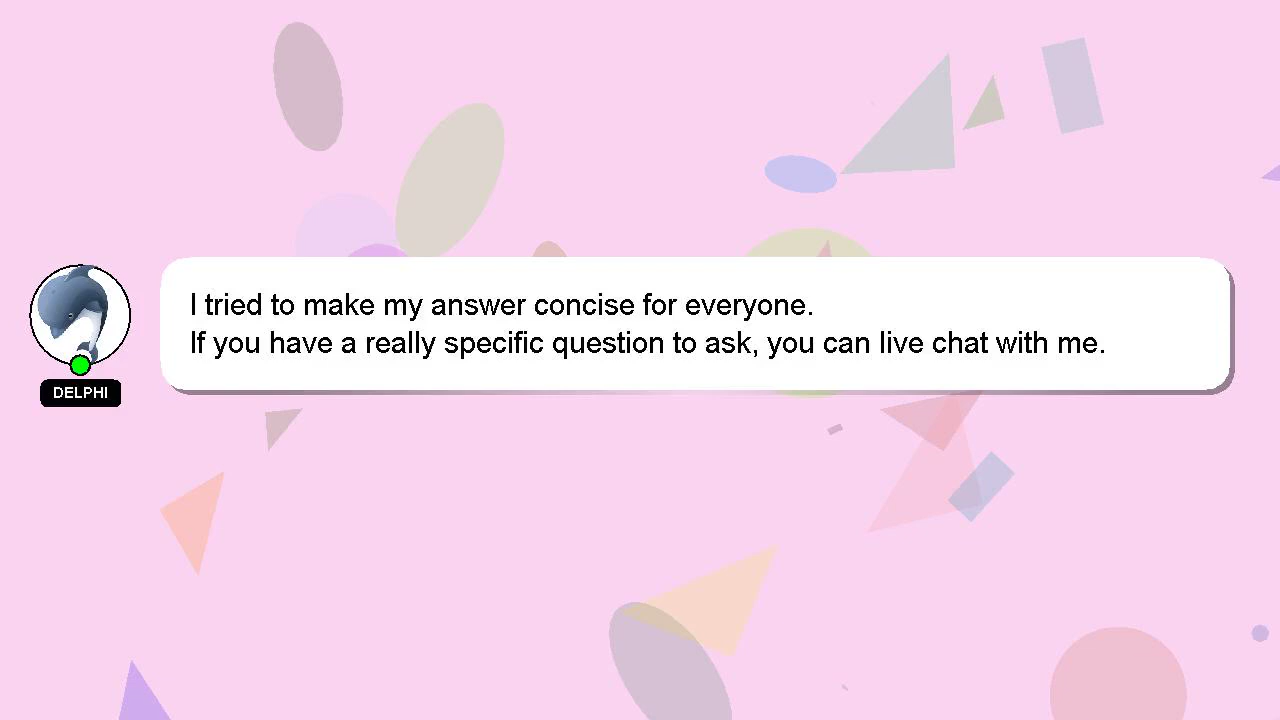 I tried to make my answer concise for everyone.
If you have a really specific question to ask, you can live chat with me.
DELPHI